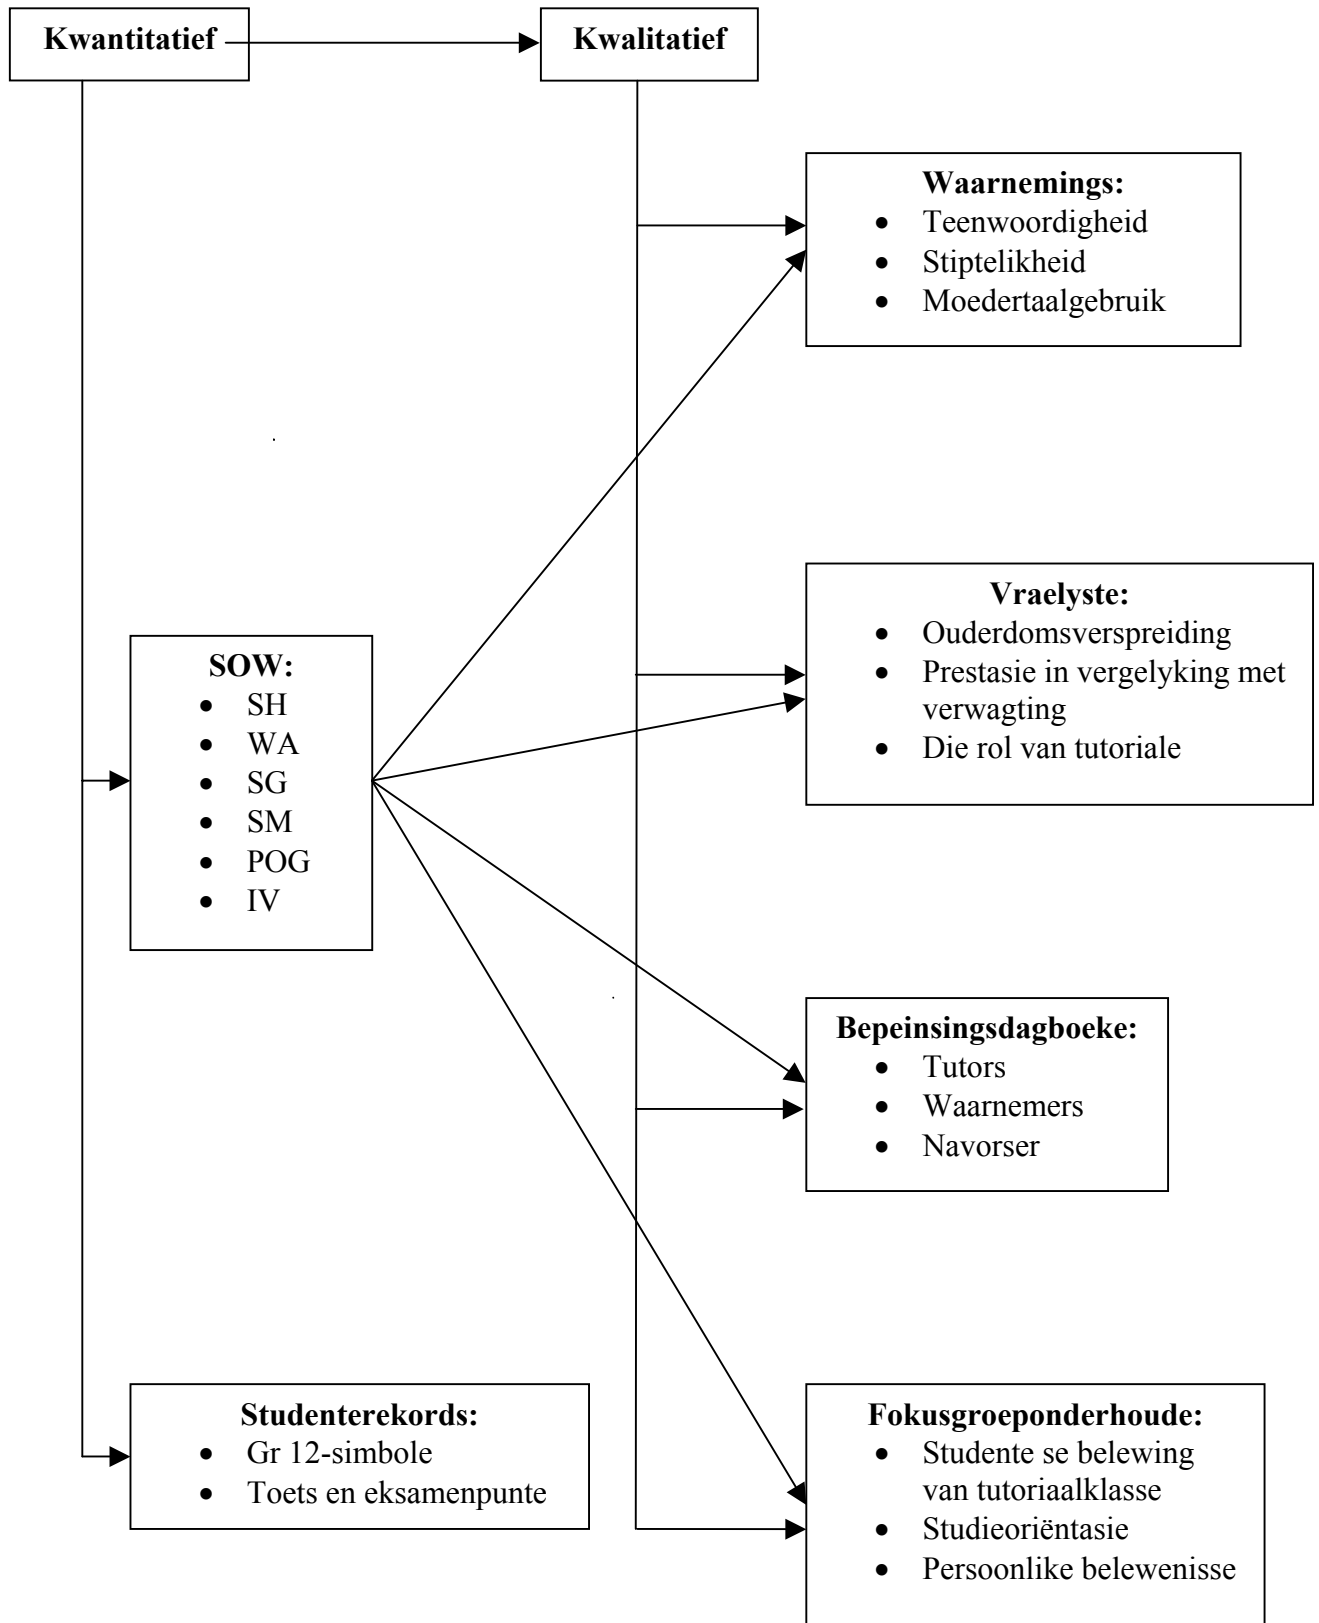 Kwantitatief
Kwalitatief
Waarnemings:
• Teenwoordigheid
• Stiptelikheid
• Moedertaalgebruik
Vraelyste:
• Ouderdomsverspreiding
• Prestasie in vergelyking met
verwagting
• Die rol van tutoriale
SOW:
• SH
• WA
• SG
• SM
• POG
• IV
Bepeinsingsdagboeke:
• Tutors
• Waarnemers
• Navorser
Studenterekords:
• Gr 12-simbole
• Toets en eksamenpunte
Fokusgroeponderhoude:
• Studente se belewing
van tutoriaalklasse
• Studieoriëntasie
• Persoonlike belewenisse